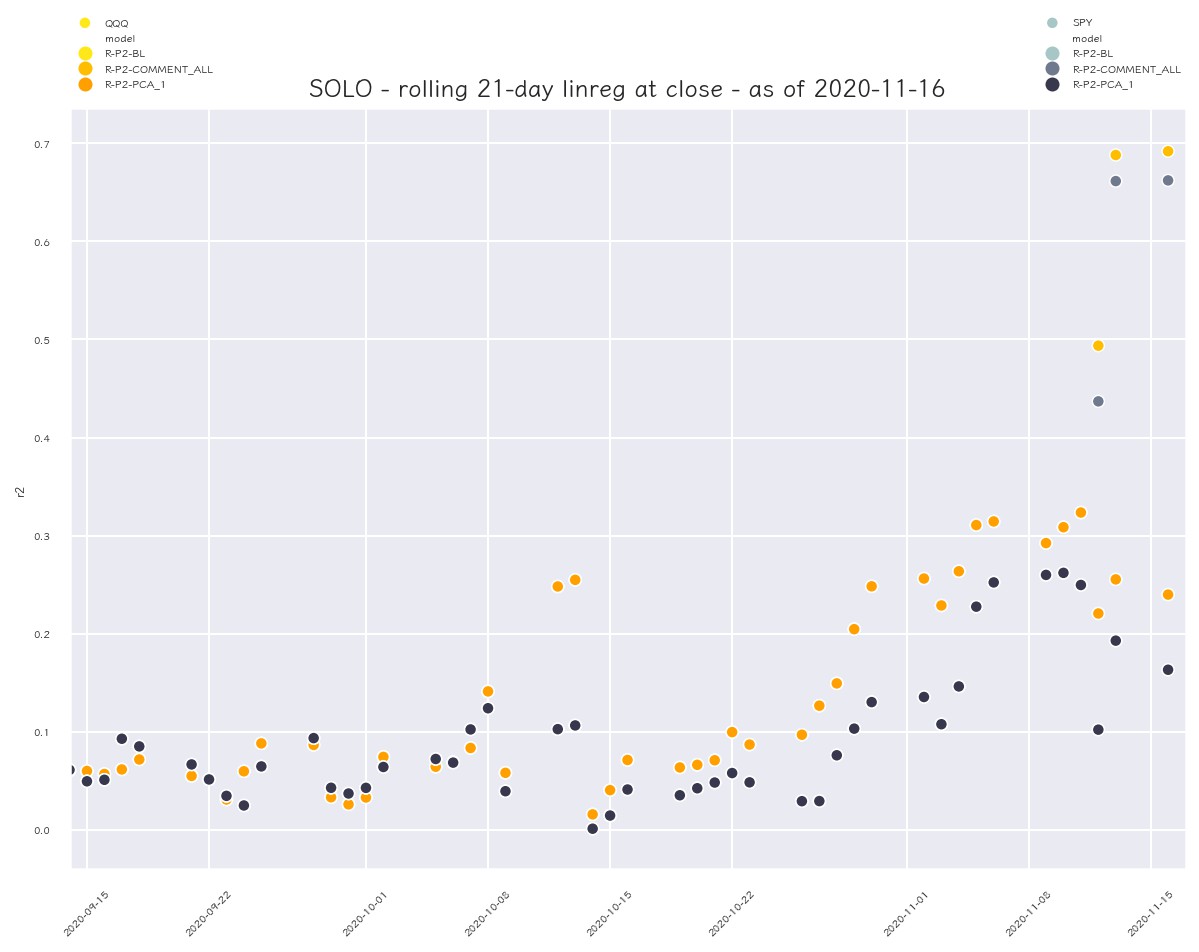 QQQ
model
R-P2-BL
R-P2-COMMENT_ALL
R-P2-PCA_1
SPY
model
R-P2-BL
R-P2-COMMENT_ALL
R-P2-PCA_1
SOLO - rolling 21-day linreg at close - as of 2020-11-16
0.7
0.6
0.5
0.4
0.3
0.2
0.1
0.0
r2
2020-09-15
2020-09-22
2020-10-01
2020-10-08
2020-10-15
2020-10-22
2020-11-01
2020-11-08
2020-11-15